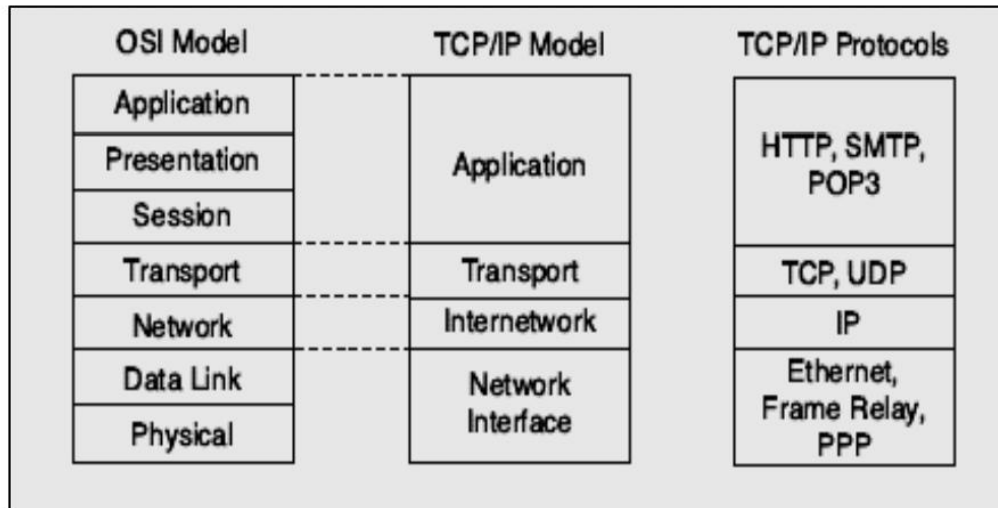 OSI Model
TCP/IP Model
TCP/IP Protocols
Application
Presentation
Session
Transport
Network
Data Link
Physical
Application
Transport
Internetwork
Network
Interface
HTTP, SMTP,
POP3
TCP, UDP
IP
Ethernet,
Frame Relay,
PPP